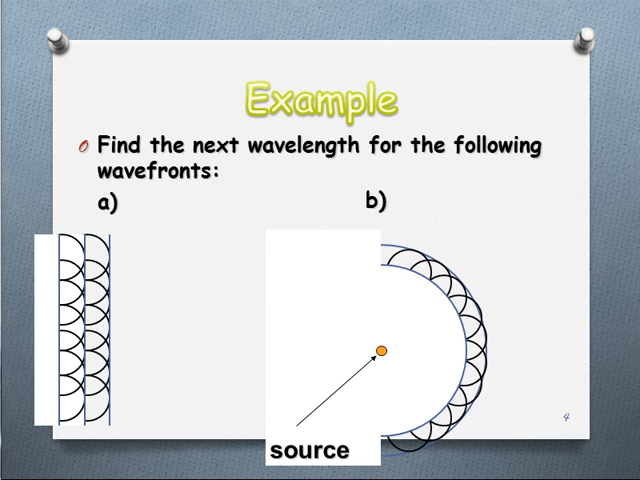 Example
Find the next wavelength for the following
wavefronts:
a) b)
source
4